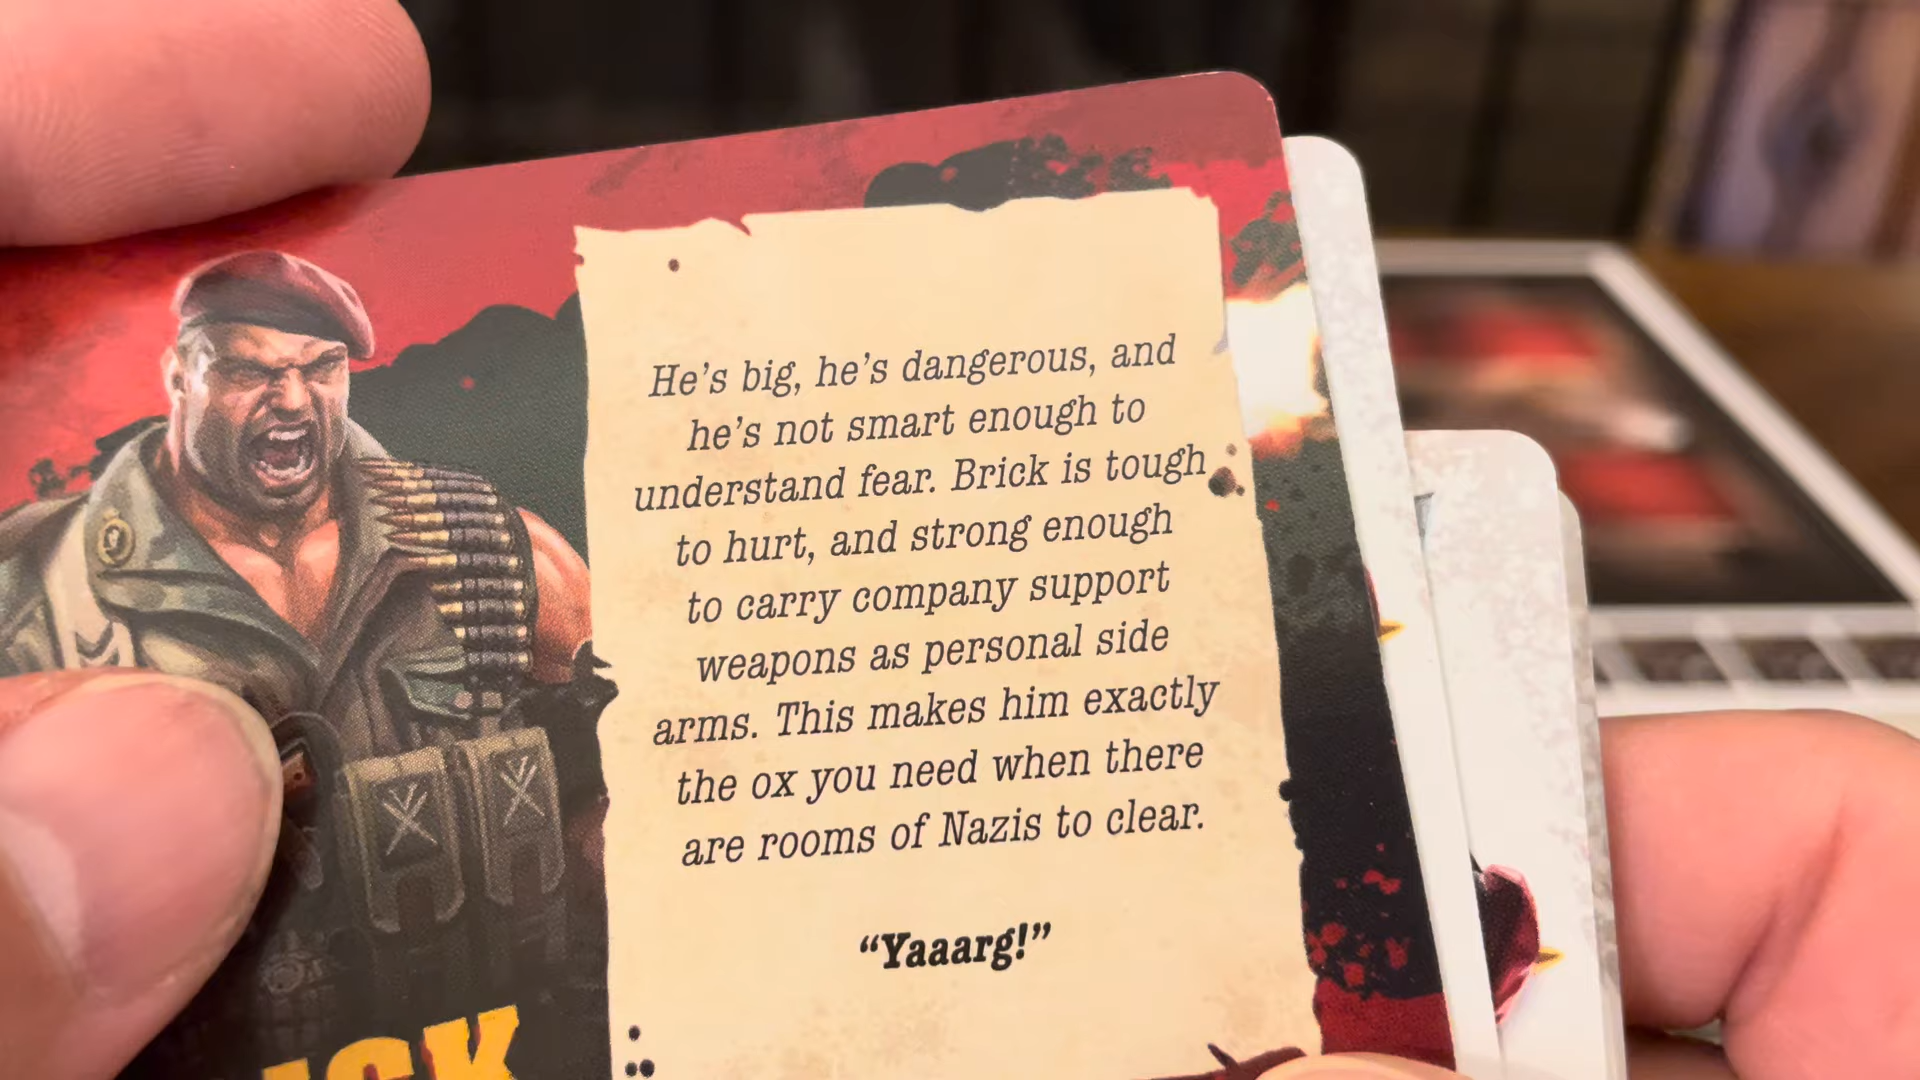 He's big, he's dangerous, and
he's not smart enough to
understand fear. Brick is tough
to hurt, and strong enough
to carry company support
weapons as personal side
arms. This makes him exactly
the ox you need when there
are rooms of Nazis to clear.
“Yaaarg!”
ICK